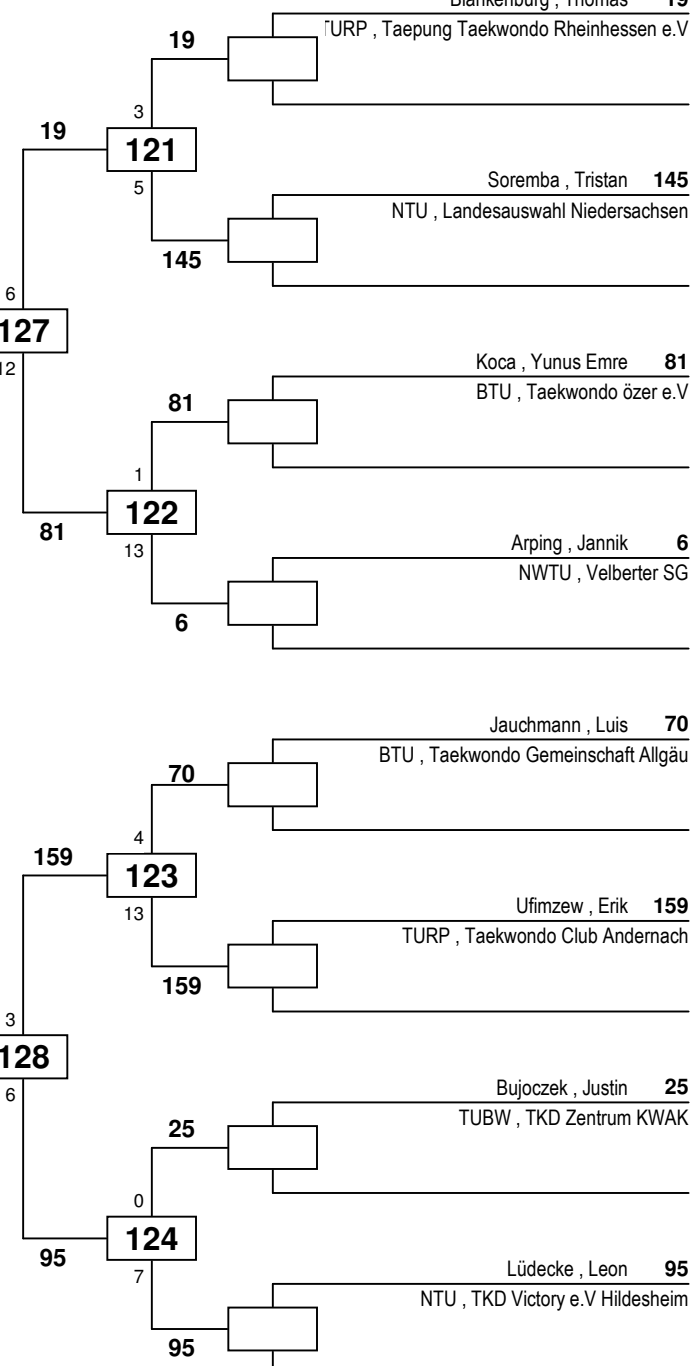 Blankenburg , Thomas 19
TURP , Taepung Taekwondo Rheinhessen e.V
19
3
19
121
5
Soremba , Tristan 145
NTU , Landesauswahl Niedersachsen
145
6
127
12
Koca , Yunus Emre 81
BTU , Taekwondo özer e.V
81
1
122
81
13
Arping , Jannik 6
NWTU , Velberter SG
6
Jauchmann , Luis 70
BTU , Taekwondo Gemeinschaft Allgäu
70
4
159
123
13
Ufimzew , Erik 159
TURP , Taekwondo Club Andernach
159
3
128
6
Bujoczek , Justin 25
TUBW , TKD Zentrum KWAK
25
0
124
95
7
Lüdecke , Leon 95
NTU , TKD Victory e.V Hildesheim
95